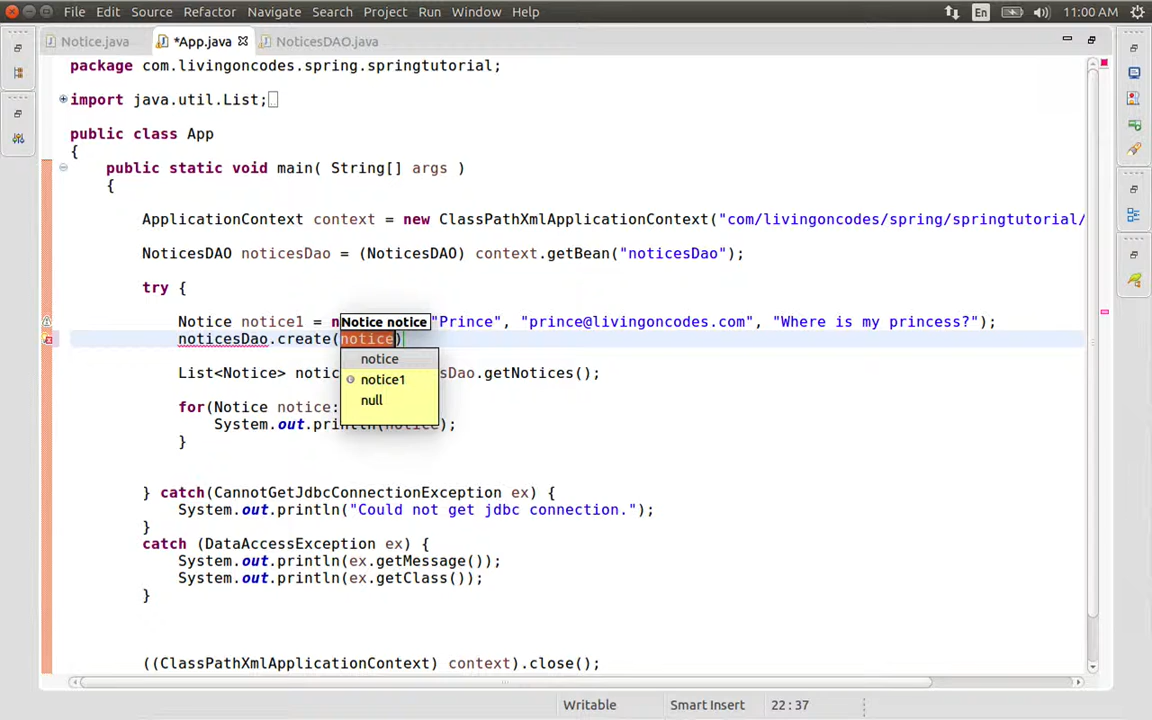 File Edit Source Refactor Navigate Search Project Run Window Help En 11:00 AM
Notice.java *App.java NoticesDAO.java
package com.livingoncodes.spring.springtutorial;
import java.util.List;
public class App
{
public static void main( String[] args )
{
ApplicationContext context = new ClassPathXmlApplicationContext("com/livingoncodes/spring/springtutorial/
NoticesDAO noticesDao = (NoticesDAO) context.getBean("noticesDao");
try {
Notice notice1 = n Notice notice "Prince", "prince@livingoncodes.com", "Where is my princess?");
noticesDao.create(notice)
notice
List<Notice> notic sDao.getNotices();
notice1
null
for(Notice notice:
System.out.println(notice);
}
} catch(CannotGetJdbcConnectionException ex) {
System.out.println("Could not get jdbc connection.");
}
catch (DataAccessException ex) {
System.out.println(ex.getMessage());
System.out.println(ex.getClass());
}
((ClassPathXmlApplicationContext) context).close();
Writable Smart Insert 22 : 37